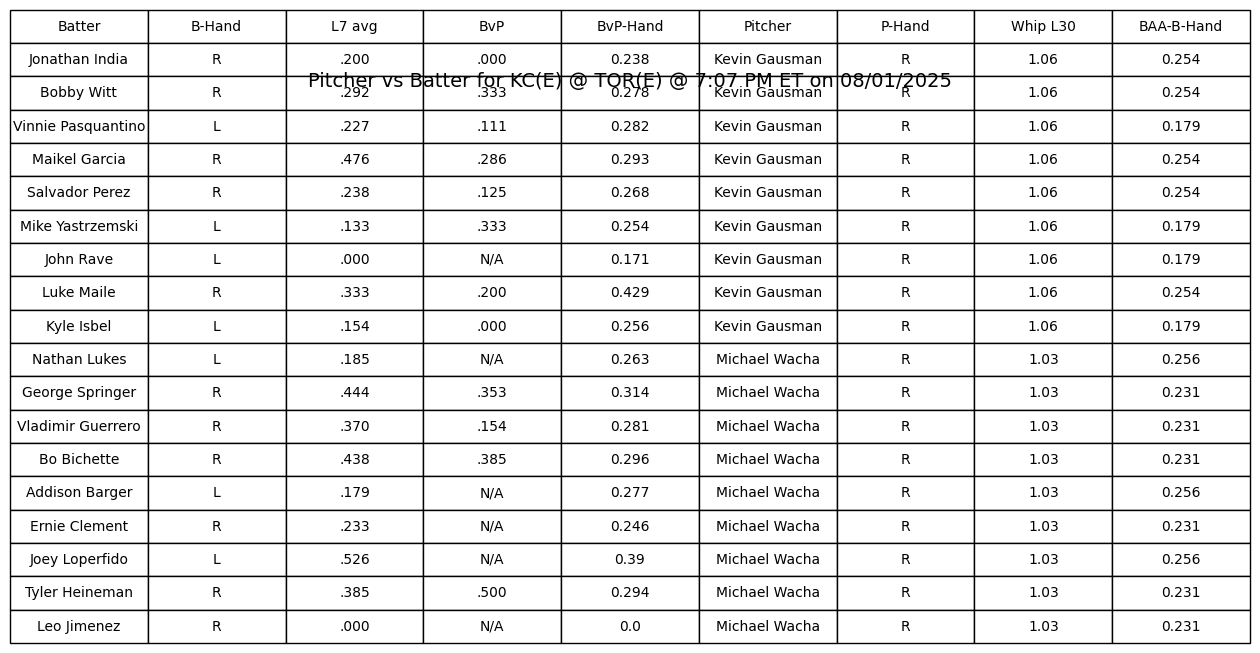 Batter B-Hand L7 avg BvP BvP-Hand Pitcher P-Hand Whip L30 BAA-B-Hand
Jonathan India R .200 .000 0.238 Kevin Gausman R 1.06 0.254
Pitcher vs Batter for KC(E) @ TOR(E) @ 7:07 PM ET on 08/01/2025
Bobby Witt R .292 .333 0.278 Kevin Gausman R 1.06 0.254
Vinnie Pasquantino L .227 .111 0.282 Kevin Gausman R 1.06 0.179
Maikel Garcia R .476 .286 0.293 Kevin Gausman R 1.06 0.254
Salvador Perez R .238 .125 0.268 Kevin Gausman R 1.06 0.254
Mike Yastrzemski L .133 .333 0.254 Kevin Gausman R 1.06 0.179
John Rave L .000 N/A 0.171 Kevin Gausman R 1.06 0.179
Luke Maile R .333 .200 0.429 Kevin Gausman R 1.06 0.254
Kyle Isbel L .154 .000 0.256 Kevin Gausman R 1.06 0.179
Nathan Lukes L .185 N/A 0.263 Michael Wacha R 1.03 0.256
George Springer R .444 .353 0.314 Michael Wacha R 1.03 0.231
Vladimir Guerrero R .370 .154 0.281 Michael Wacha R 1.03 0.231
Bo Bichette R .438 .385 0.296 Michael Wacha R 1.03 0.231
Addison Barger L .179 N/A 0.277 Michael Wacha R 1.03 0.256
Ernie Clement R .233 N/A 0.246 Michael Wacha R 1.03 0.231
Joey Loperfido L .526 N/A 0.39 Michael Wacha R 1.03 0.256
Tyler Heineman R .385 .500 0.294 Michael Wacha R 1.03 0.231
Leo Jimenez R .000 N/A 0.0 Michael Wacha R 1.03 0.231